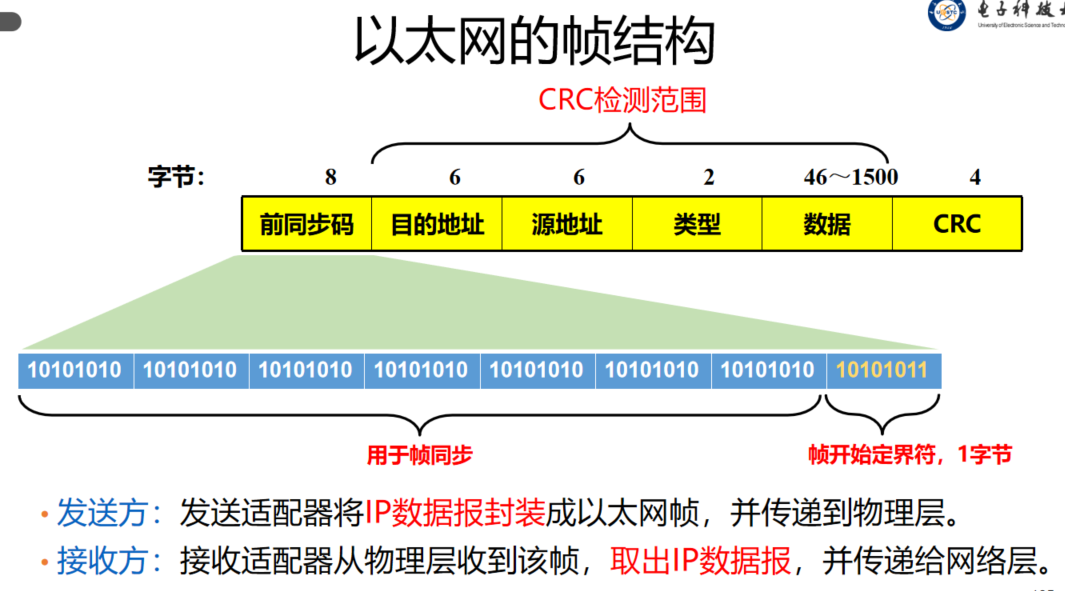 电子科技大
University of Electronic Science and Techn
以太网的帧结构
CRC检测范围
字节： 8 6 6 2 46～1500 4
前同步码 目的地址 源地址 类型 数据 CRC
10101010 10101010 10101010 10101010 10101010 10101010 10101010 10101011
用于帧同步 帧开始定界符，1字节
• 发送方：发送适配器将IP数据报封装成以太网帧，并传递到物理层。
• 接收方：接收适配器从物理层收到该帧，取出IP数据报，并传递给网络层。